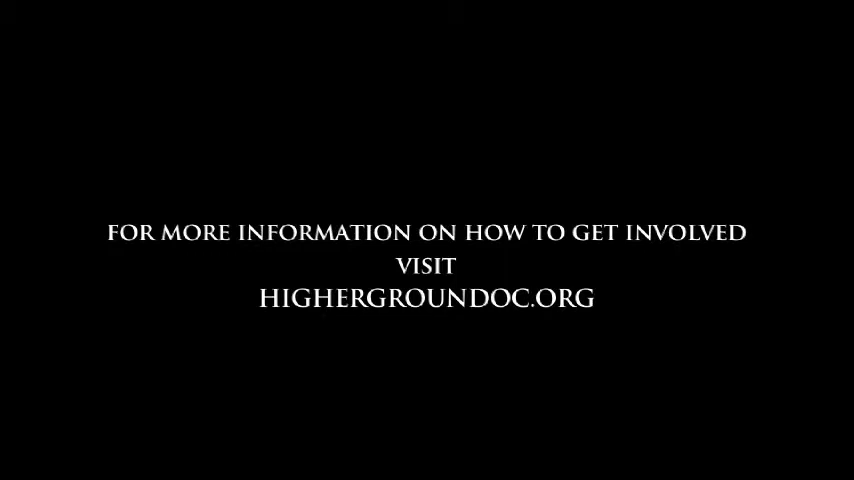 FOR MORE INFORMATION ON HOW TO GET INVOLVED
VISIT
HIGHERGROUNDOC.ORG